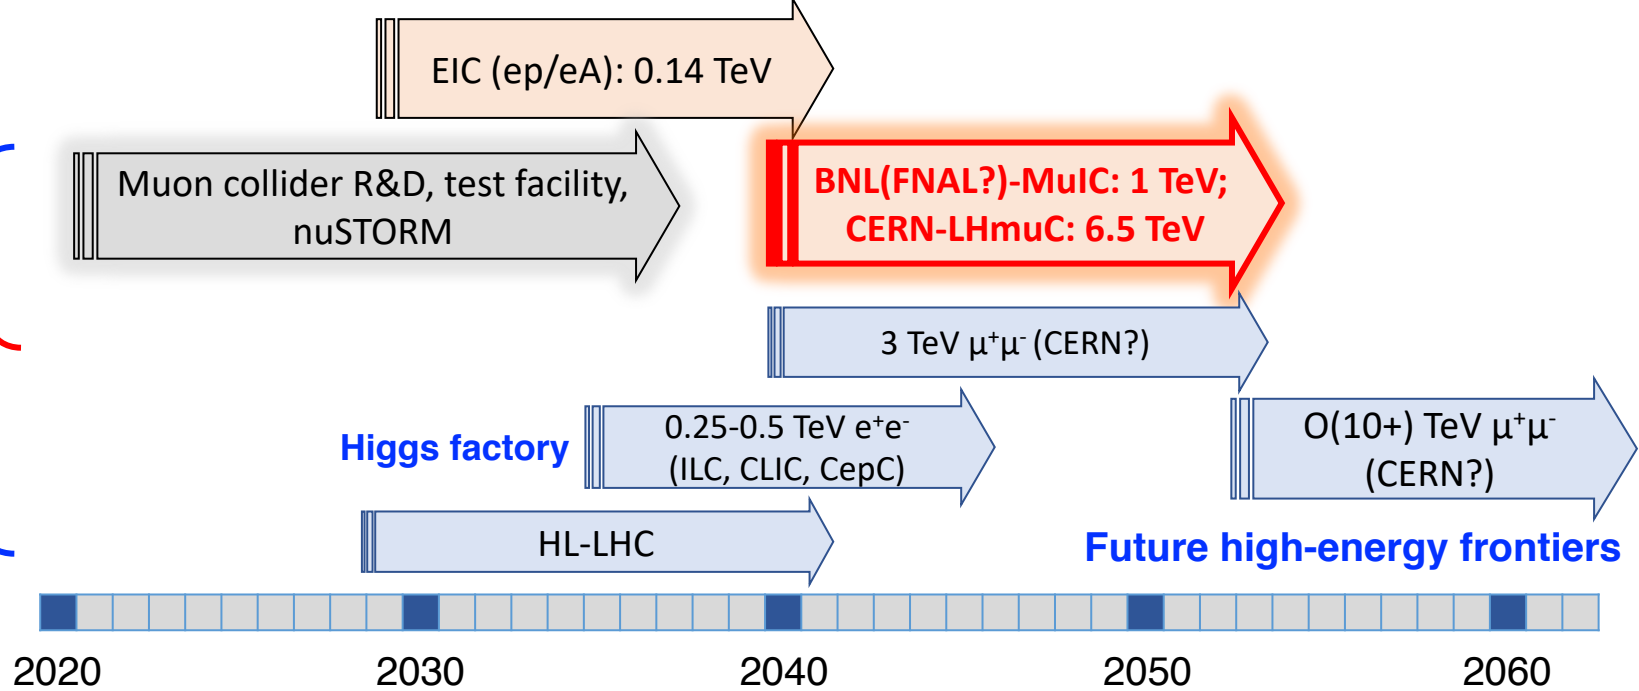 EIC (ep/eA): 0.14 TeV
Muon collider R&D, test facility,
nuSTORM
BNL(FNAL?)-MuIC: 1 TeV;
CERN-LHmuC: 6.5 TeV
3 TeV μ⁺μ⁻ (CERN?)
Higgs factory
0.25-0.5 TeV e⁺e⁻
(ILC, CLIC, CepC)
O(10+) TeV μ⁺μ⁻
(CERN?)
HL-LHC
Future high-energy frontiers
2020 2030 2040 2050 2060